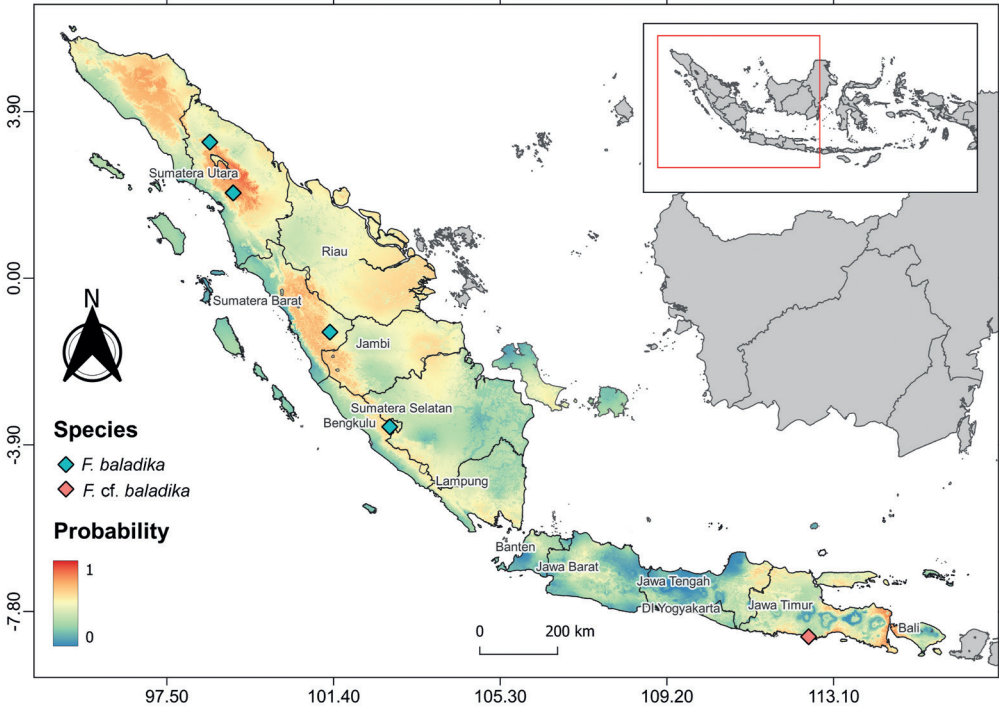 3.90
0.00
-3.90
-7.80
Sumatera Utara
Riau
Sumatera Barat
Jambi
Sumatera Selatan
Bengkulu
Lampung
Banten
Jawa Barat
Jawa Tengah
DI Yogyakarta
Jawa Timur
Bali
N
Species
F. baladika
F. cf. baladika
Probability
1
0
0 200 km
97.50 101.40 105.30 109.20 113.10